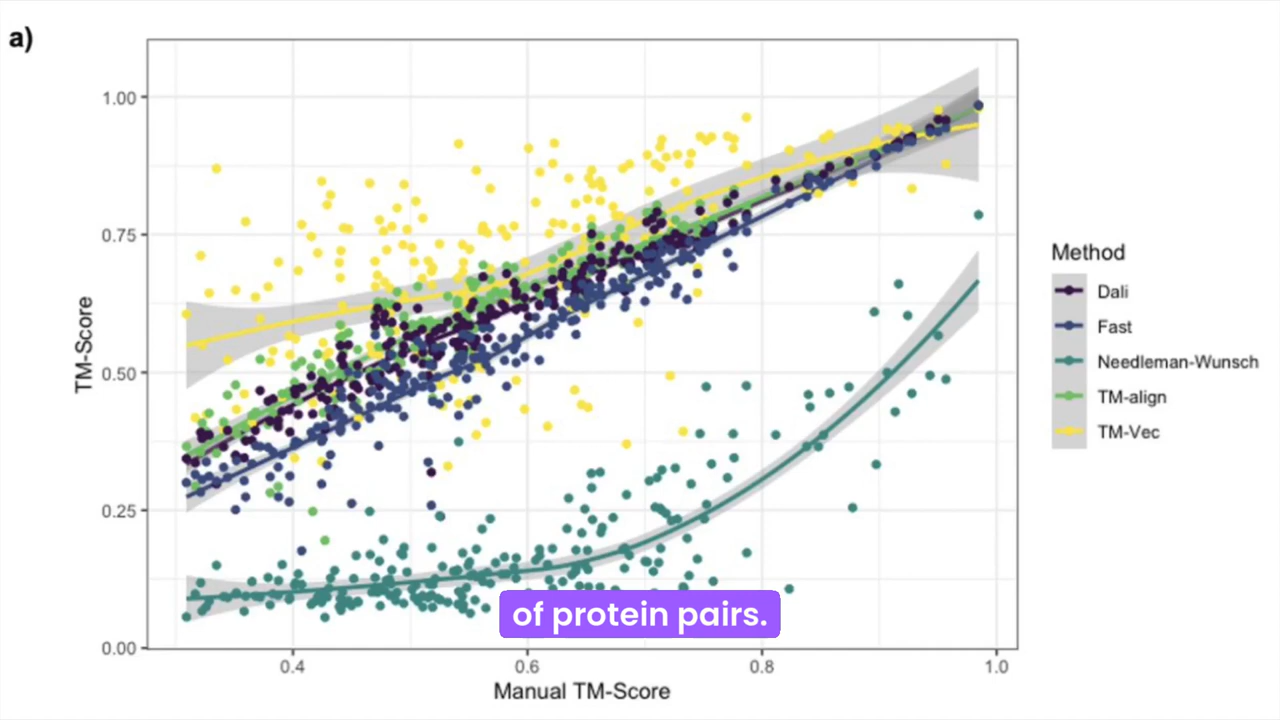 a)
1.00
0.75
0.50
0.25
0.00
TM-Score
0.4
0.6
0.8
1.0
Manual TM-Score
Method
Dali
Fast
Needleman-Wunsch
TM-align
TM-Vec
of protein pairs.